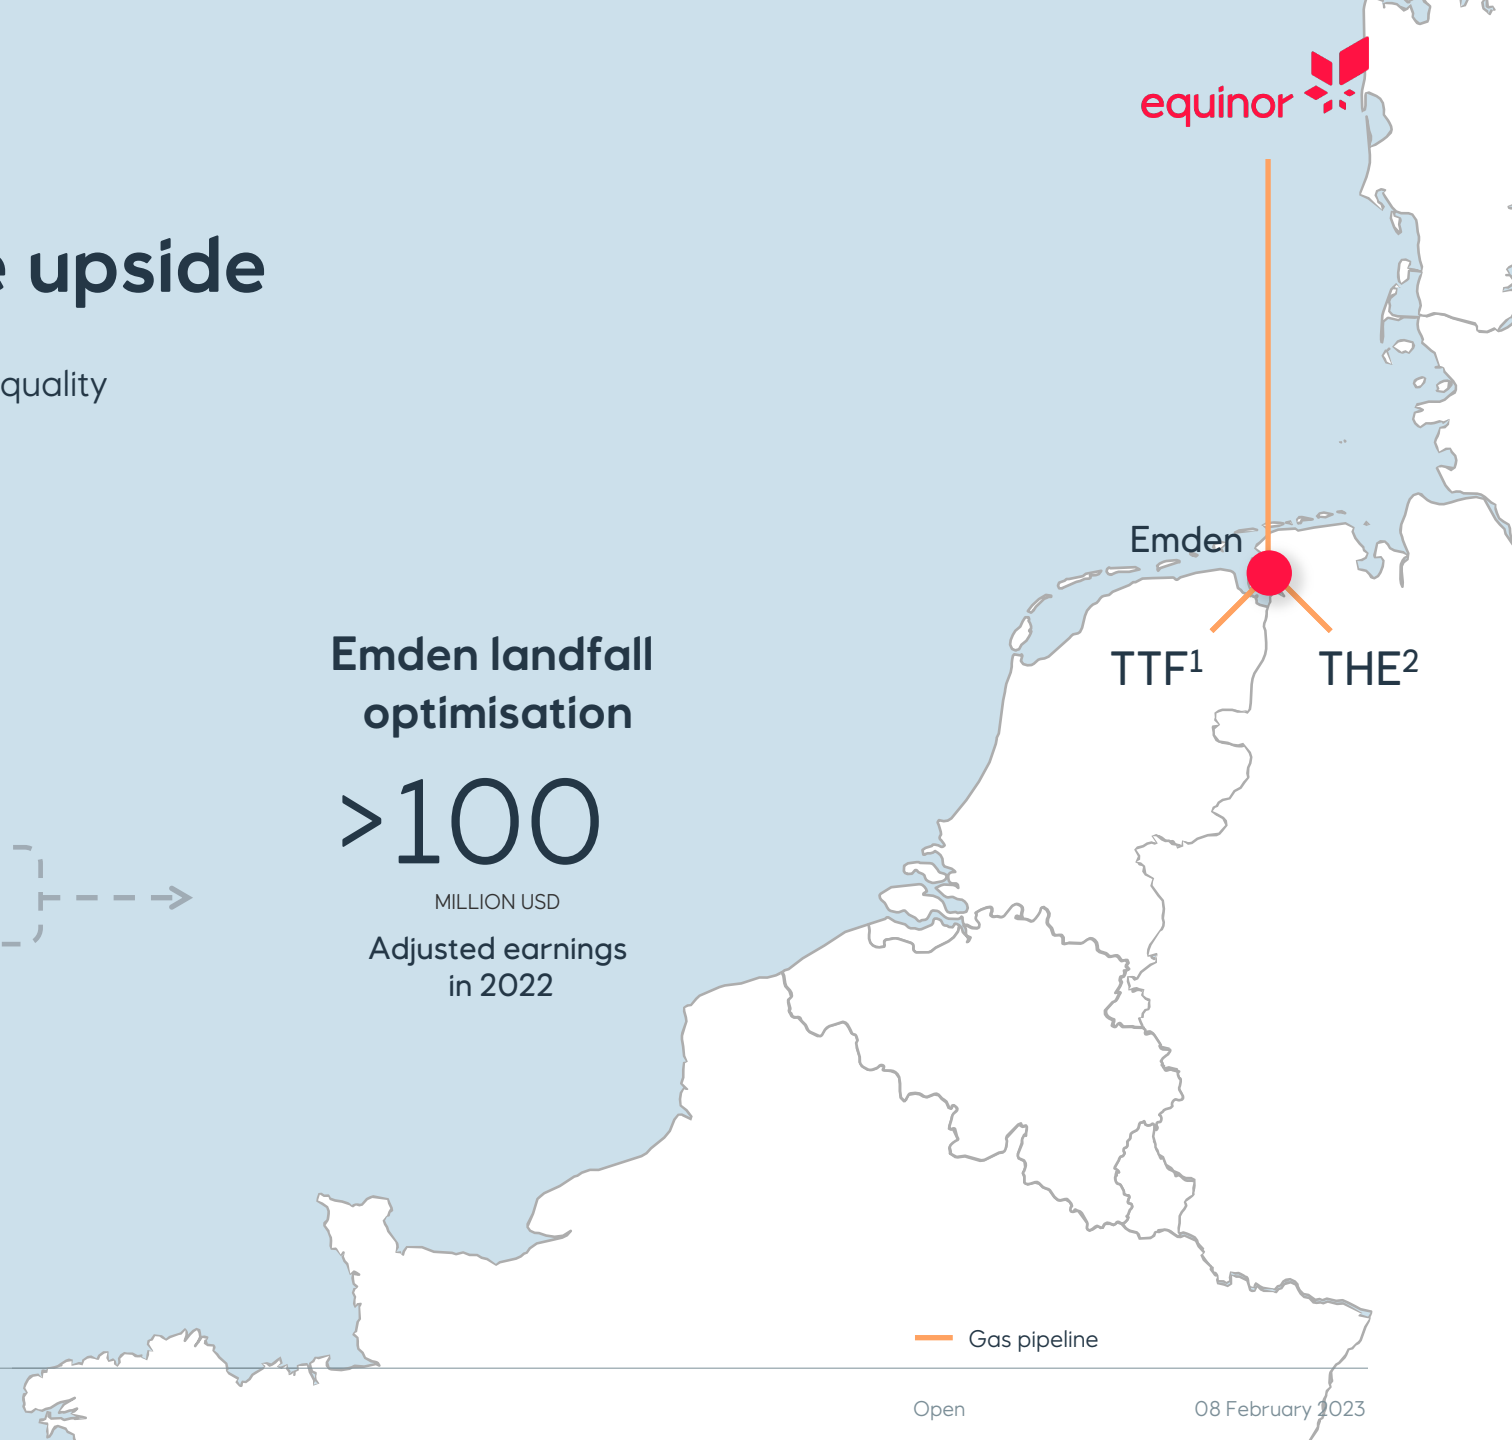 equinor
upside
quality
Emden
TTF1
THE2
Emden landfall
optimisation
>100
MILLION USD
Adjusted earnings
in 2022
Gas pipeline
Open
08 February 2023